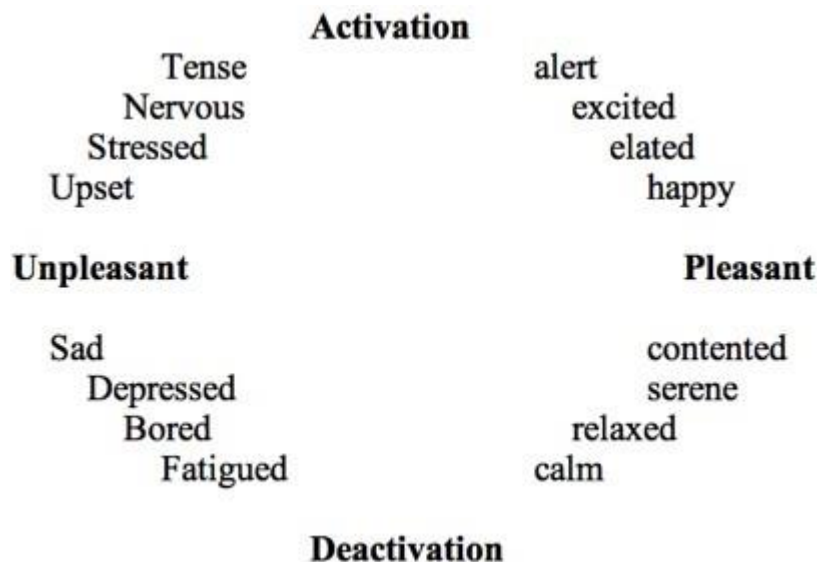 Activation
Tense alert
Nervous excited
Stressed elated
Upset happy
Unpleasant Pleasant
Sad contented
Depressed serene
Bored relaxed
Fatigued calm
Deactivation